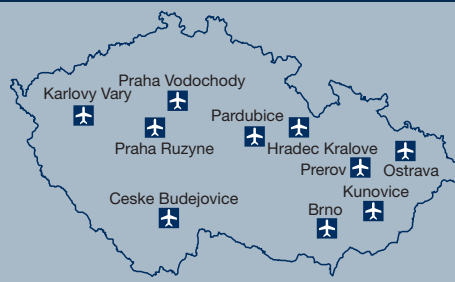 Praha Vodochody
Karlovy Vary
Pardubice
Praha Ruzyne
Hradec Kralove
Prerov
Ostrava
Ceske Budejovice
Kunovice
Brno